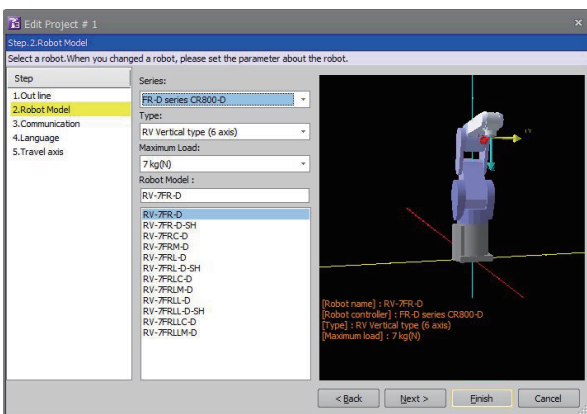 Edit Project # 1
Step. 2.Robot Model
Select a robot.When you changed a robot, please set the parameter about the robot.
Step
1.Out line
2.Robot Model
3.Communication
4.Language
5.Travel axis
Series:
FR-D series CR800-D
Type:
RV Vertical type (6 axis)
Maximum Load:
7 kg(N)
Robot Model :
RV-7FR-D
RV-7FR-D
RV-7FR-D-SH
RV-7FRC-D
RV-7FRM-D
RV-7FRL-D
RV-7FRL-D-SH
RV-7FRLC-D
RV-7FRLM-D
RV-7FRLL-D
RV-7FRLL-D-SH
RV-7FRLLC-D
RV-7FRLLM-D
+Y
[Robot name] : RV-7FR-D
[Robot controller] : FR-D series CR800-D
[Type] : RV Vertical type (6 axis)
[Maximum load] : 7 kg(N)
< Back
Next >
Finish
Cancel